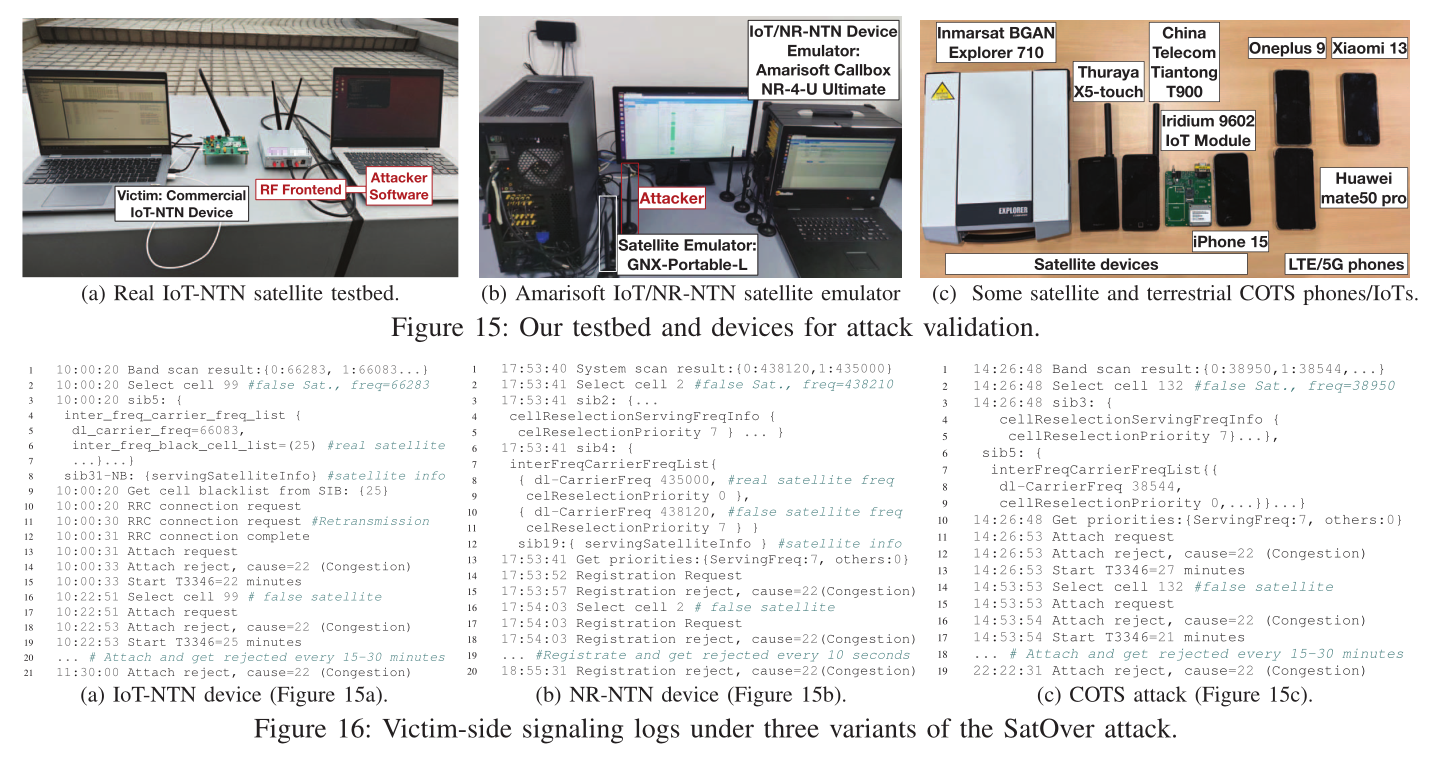 Victim: Commercial
IoT-NTN Device
RF Frontend
Attacker
Software
IoT/NR-NTN Device
Emulator:
Amarisoft Callbox
NR-4-U Ultimate
Attacker
Satellite Emulator:
GNX-Portable-L
Inmarsat BGAN
Explorer 710
Thuraya
X5-touch
China
Telecom
Tiantong
T900
Iridium 9602
IoT Module
Oneplus 9
Xiaomi 13
Huawei
mate50 pro
iPhone 15
EXPLORER
Satellite devices
LTE/5G phones
(a) Real IoT-NTN satellite testbed.
(b) Amarisoft IoT/NR-NTN satellite emulator
(c) Some satellite and terrestrial COTS phones/IoTs.
Figure 15: Our testbed and devices for attack validation.
1 10:00:20 Band scan result:{0:66283, 1:66083...}
2 10:00:20 Select cell 99 #false Sat., freq=66283
3 10:00:20 sib5: {
4 inter_freq_carrier_freq_list {
5 dl_carrier_freq=66083,
6 inter_freq_black_cell_list=(25) #real satellite
7 ...}...}
8 sib31-NB: {servingSatelliteInfo} #satellite info
9 10:00:20 Get cell blacklist from SIB: {25}
10 10:00:20 RRC connection request
11 10:00:30 RRC connection request #Retransmission
12 10:00:31 RRC connection complete
13 10:00:31 Attach request
14 10:00:33 Attach reject, cause=22 (Congestion)
15 10:00:33 Start T3346=22 minutes
16 10:22:51 Select cell 99 # false satellite
17 10:22:51 Attach request
18 10:22:53 Attach reject, cause=22 (Congestion)
19 10:22:53 Start T3346=25 minutes
20 ... # Attach and get rejected every 15-30 minutes
21 11:30:00 Attach reject, cause=22 (Congestion)
(a) IoT-NTN device (Figure 15a).
1 17:53:40 System scan result:{0:438120,1:435000}
2 17:53:41 Select cell 2 #false Sat., freq=438210
3 17:53:41 sib2: {...
4 cellReselectionServingFreqInfo {
5 celReselectionPriority 7 } ... }
6 17:53:41 sib4: {
7 interFreqCarrierFreqList{
8 { dl-CarrierFreq 435000, #real satellite freq
9 celReselectionPriority 0 },
10 { dl-CarrierFreq 438120, #false satellite freq
11 celReselectionPriority 7 } }
12 sib19:{ servingSatelliteInfo } #satellite info
13 17:53:41 Get priorities:{ServFreq:7, others:0}
14 17:53:52 Registration Request
15 17:53:57 Registration reject, cause=22(Congestion)
16 17:54:03 Select cell 2 # false satellite
17 17:54:03 Registration Request
18 17:54:03 Registration reject, cause=22(Congestion)
19 ... #Registrate and get rejected every 10 seconds
20 18:55:31 Registration reject, cause=22(Congestion)
(b) NR-NTN device (Figure 15b).
1 14:26:48 Band scan result:{0:38950,1:38544,...}
2 14:26:48 Select cell 132 #false Sat., freq=38950
3 14:26:48 sib3: {
4 cellReselectionServingFreqInfo {
5 cellReselectionPriority 7}...},
6 sib5: {
7 interFreqCarrierFreqList{{
8 dl-CarrierFreq 38544,
9 cellReselectionPriority 0,...}}...}
10 14:26:48 Get priorities:{ServingFreq:7, others:0}
11 14:26:53 Attach request
12 14:26:53 Attach reject, cause=22 (Congestion)
13 14:26:53 Start T3346=27 minutes
14 14:53:53 Select cell 132 #false satellite
15 14:53:53 Attach request
16 14:53:54 Attach reject, cause=22 (Congestion)
17 14:53:54 Start T3346=21 minutes
18 ... # Attach and get rejected every 15-30 minutes
19 22:22:31 Attach reject, cause=22 (Congestion)
(c) COTS attack (Figure 15c).
Figure 16: Victim-side signaling logs under three variants of the SatOver attack.